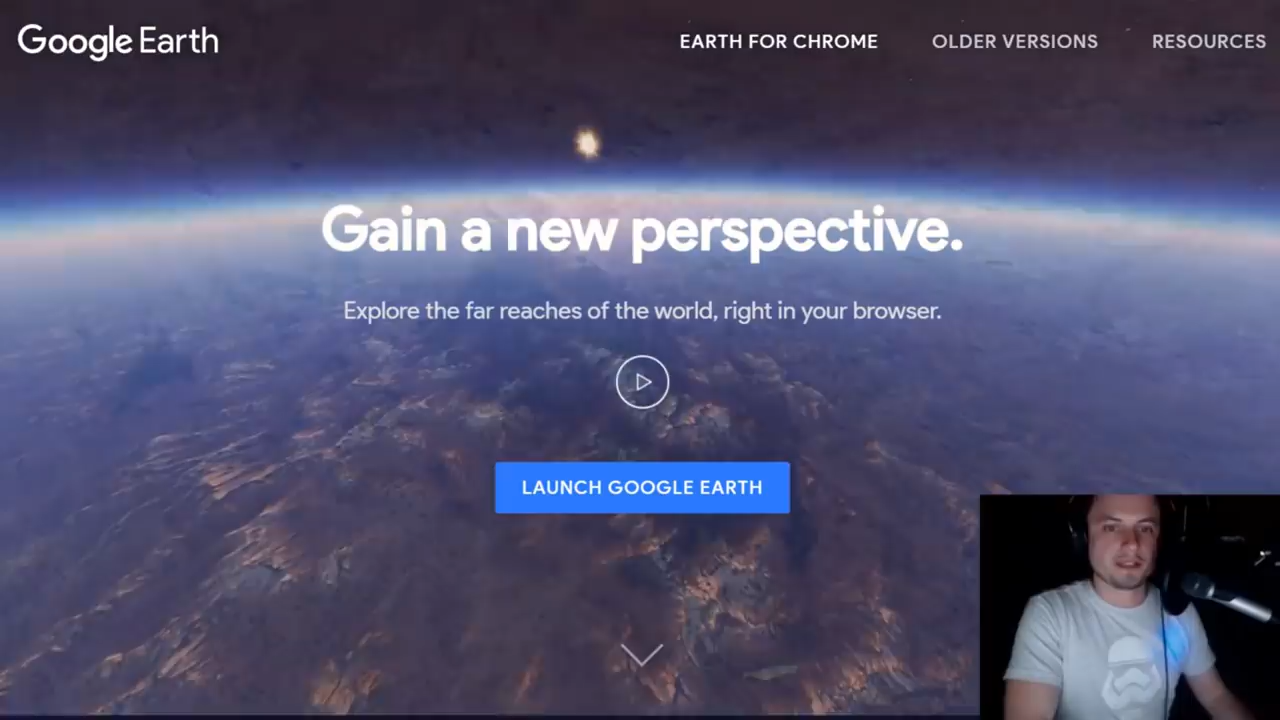 Google Earth
EARTH FOR CHROME
OLDER VERSIONS
RESOURCES
Gain a new perspective.
Explore the far reaches of the world, right in your browser.
LAUNCH GOOGLE EARTH